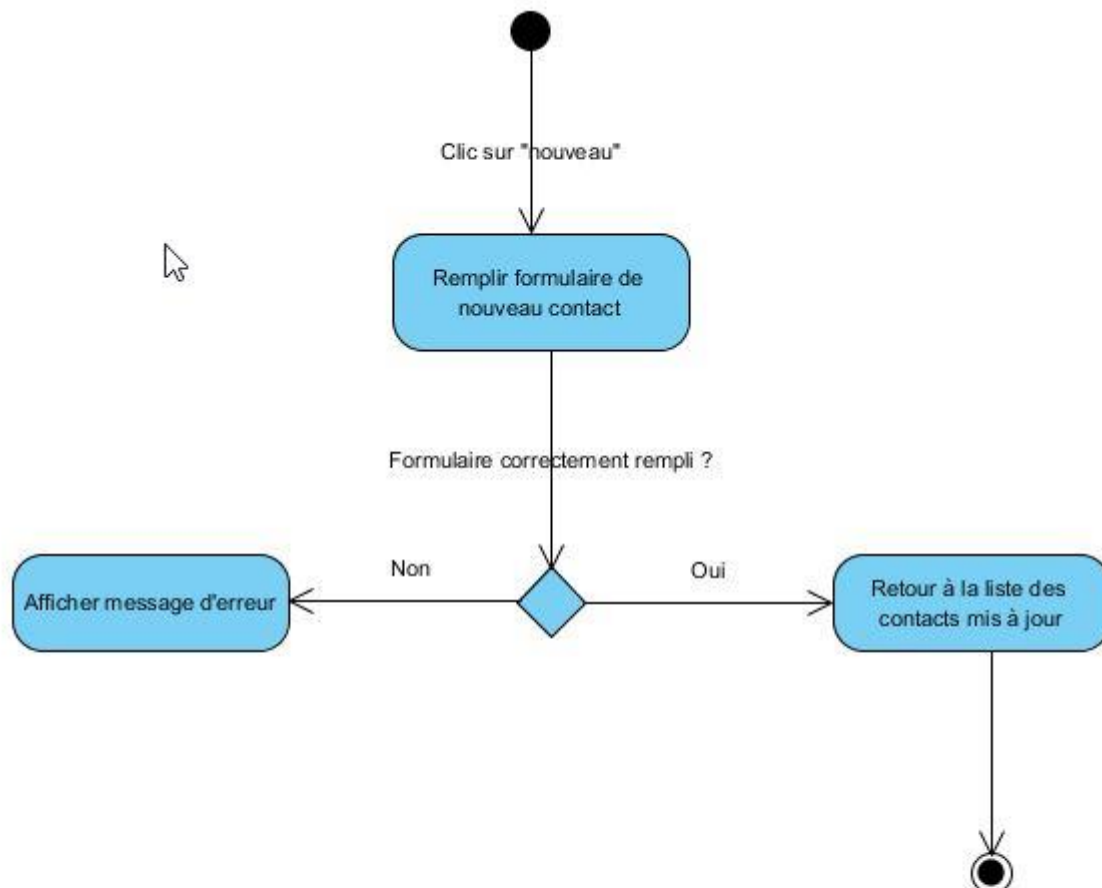 Clic sur "nouveau"
Remplir formulaire de
nouveau contact
Formulaire correctement rempli ?
Non
Oui
Afficher message d'erreur
Retour à la liste des
contacts mis à jour